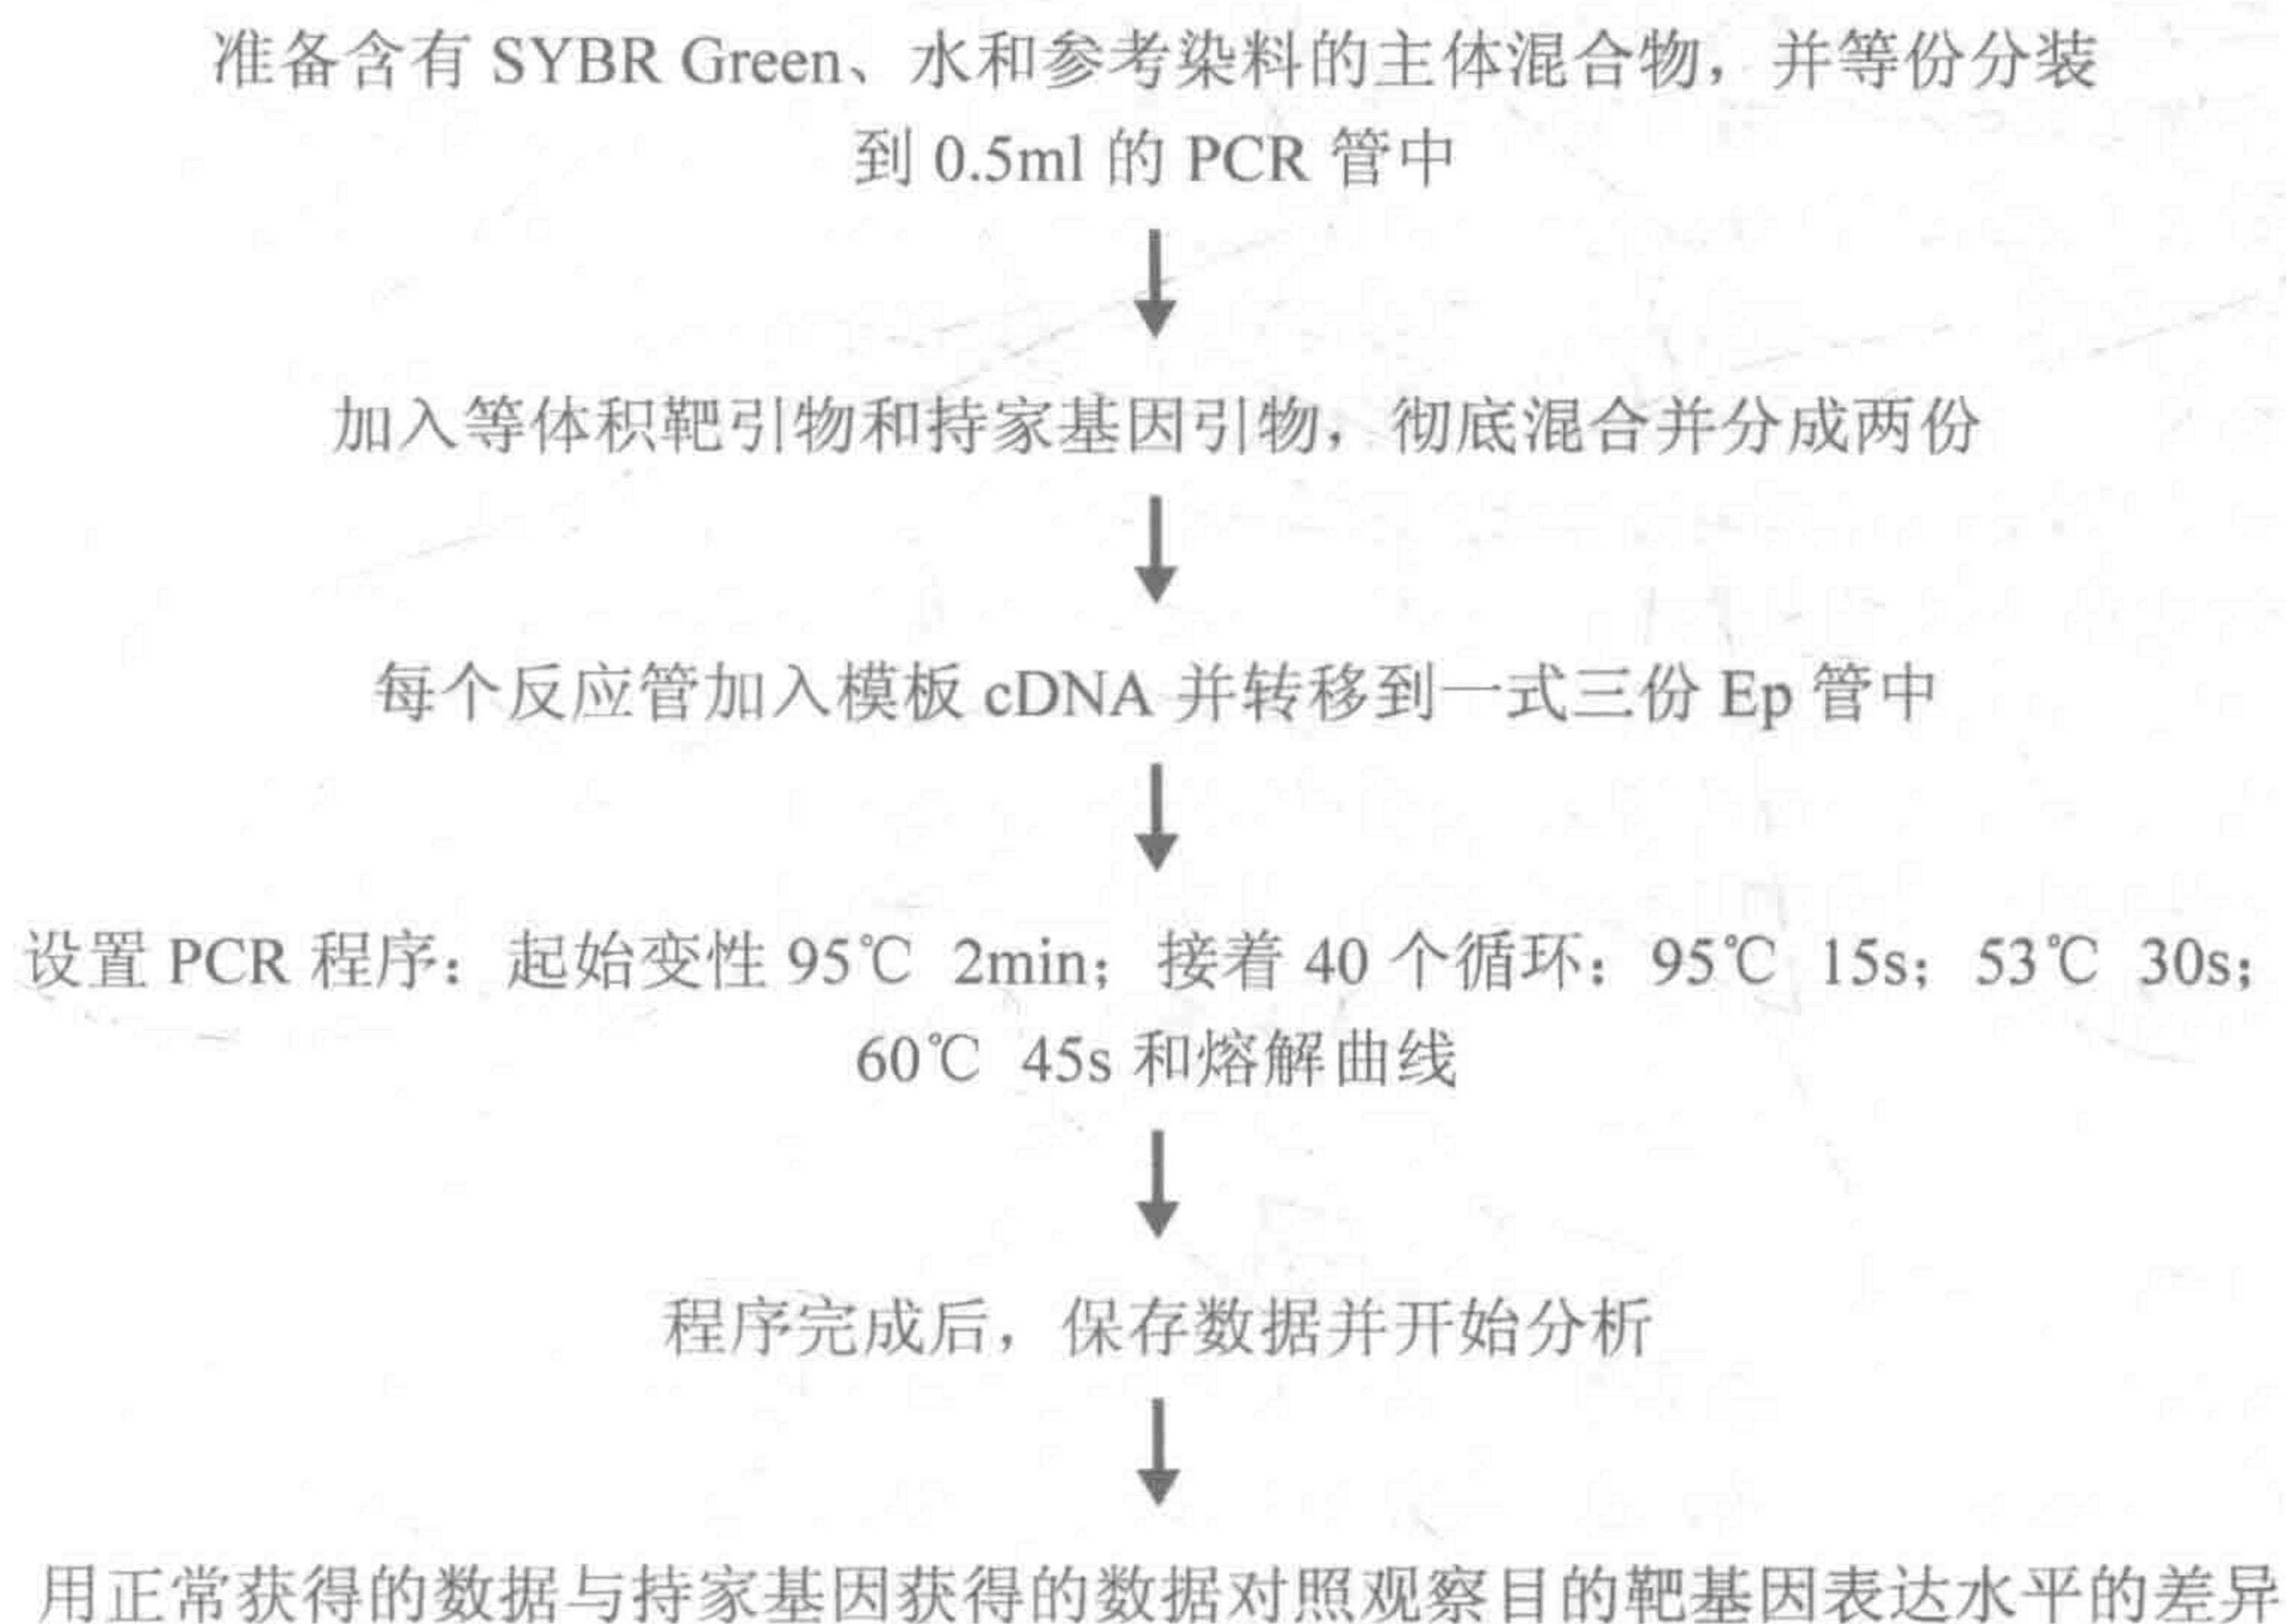 准备含有 SYBR Green、水和参考染料的主体混合物，并等份分装
到 0.5ml 的 PCR 管中
加入等体积靶引物和持家基因引物，彻底混合并分成两份
每个反应管加入模板 cDNA 并转移到一式三份 Ep 管中
设置 PCR 程序：起始变性 95℃ 2min；接着 40 个循环：95℃ 15s；53℃ 30s；
60℃ 45s 和熔解曲线
程序完成后，保存数据并开始分析
用正常获得的数据与持家基因获得的数据对照观察目的靶基因表达水平的差异